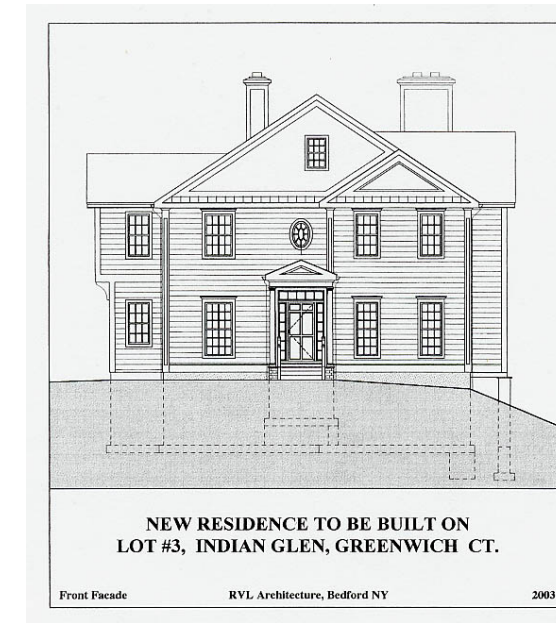 NEW RESIDENCE TO BE BUILT ON
LOT #3, INDIAN GLEN, GREENWICH CT.
Front Facade RVL Architecture, Bedford NY 2003